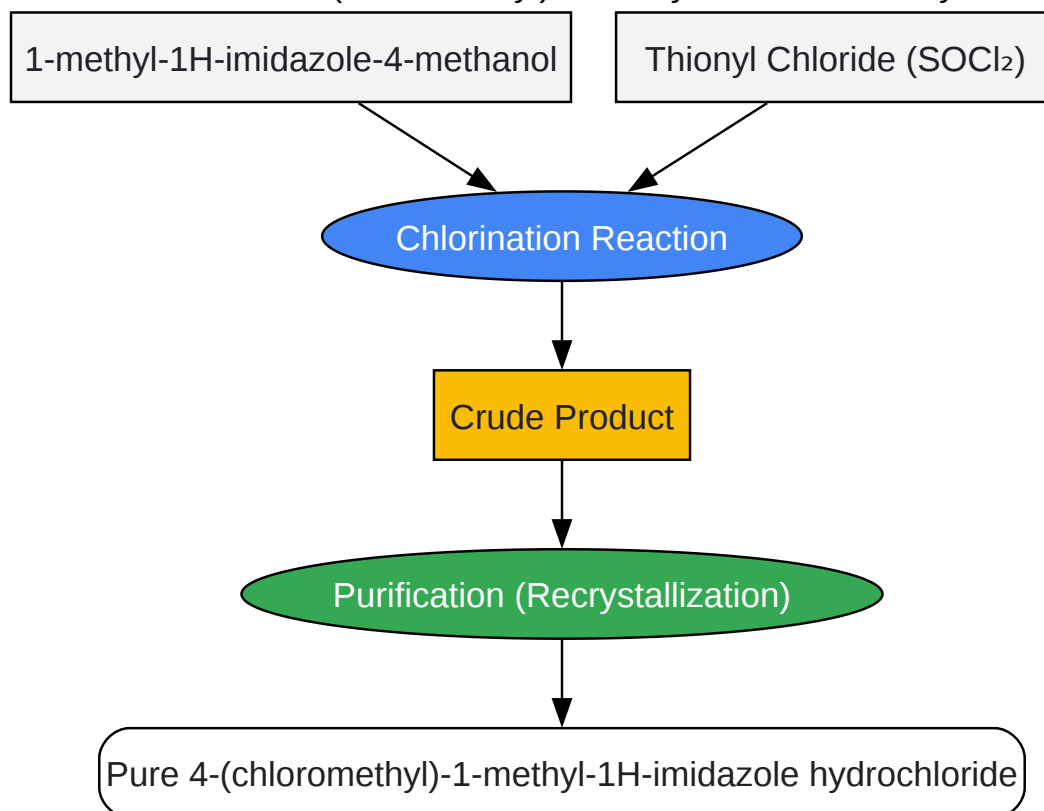 1-methyl-1H-imidazole-4-methanol
Thionyl Chloride (SOCl₂)
Chlorination Reaction
Crude Product
Purification (Recrystallization)
Pure 4-(chloromethyl)-1-methyl-1H-imidazole hydrochloride